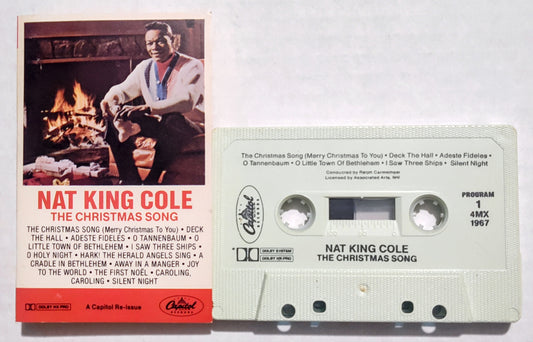 NAT KING COLE
THE CHRISTMAS SONG
THE CHRISTMAS SONG (Merry Christmas To You) • DECK
THE HALL • ADESTE FIDELES • O TANNENBAUM • O
LITTLE TOWN OF BETHLEHEM • I SAW THREE SHIPS •
O HOLY NIGHT • HARK! THE HERALD ANGELS SING • A
CRADLE IN BETHLEHEM • AWAY IN A MANGER • JOY
TO THE WORLD • THE FIRST NOËL • CAROLING,
CAROLING • SILENT NIGHT
DOLBY HX PRO
A Capitol Re-Issue
Capitol
RECORDS
The Christmas Song (Merry Christmas To You) • Deck The Hall • Adeste Fideles •
O Tannenbaum • O Little Town Of Bethlehem • I Saw Three Ships • Silent Night
Conducted by Ralph Carmichael
Licensed by Associated Arts, NV
Capitol
PROGRAM
1
4MX
1967
DOLBY SYSTEM
DOLBY HX PRO
NAT KING COLE
THE CHRISTMAS SONG